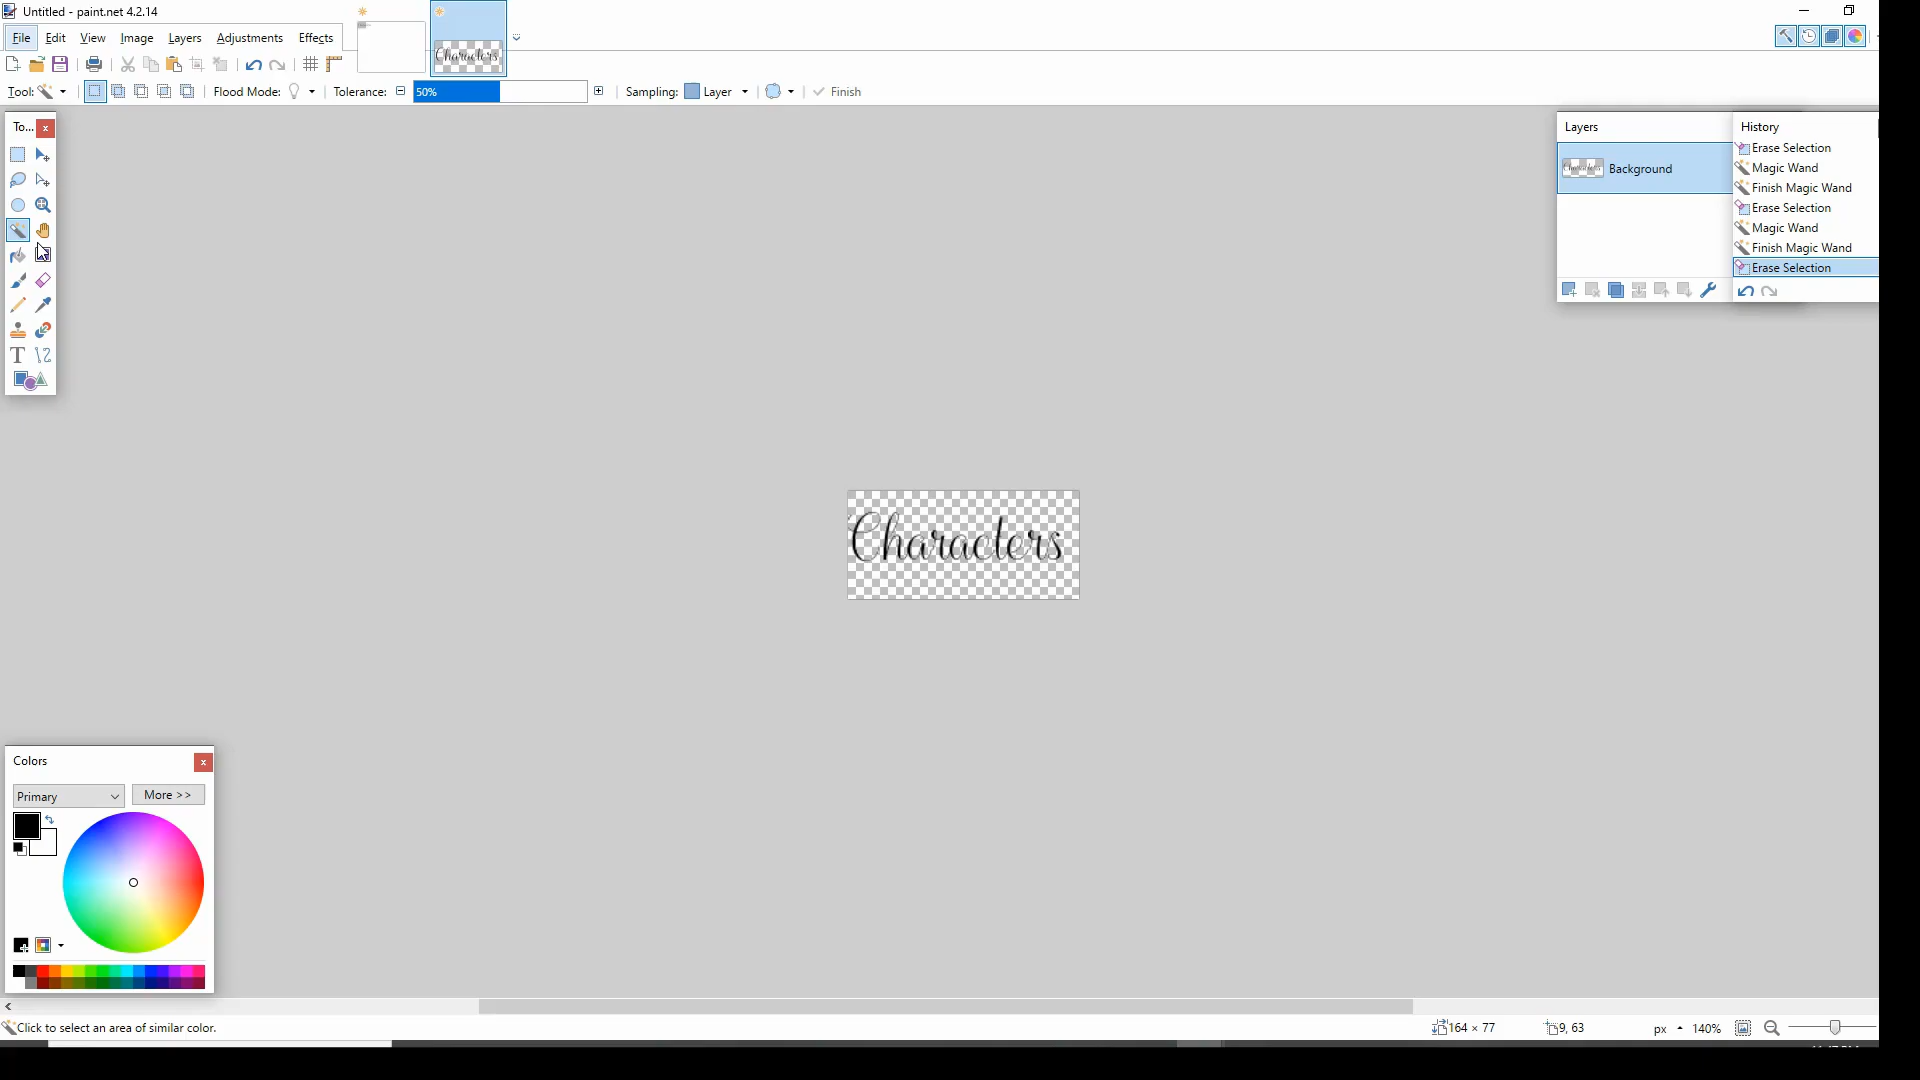 Untitled - paint.net 4.2.14
File Edit View Image Layers Adjustments Effects
Characters
Tool: Flood Mode: Tolerance: 50% Sampling: Layer Finish
To... x
Layers
History
Background
Erase Selection
Magic Wand
Finish Magic Wand
Erase Selection
Magic Wand
Finish Magic Wand
Erase Selection
Characters
Colors x
Primary
More >>
Click to select an area of similar color.
164 × 77
9, 63
px
140%